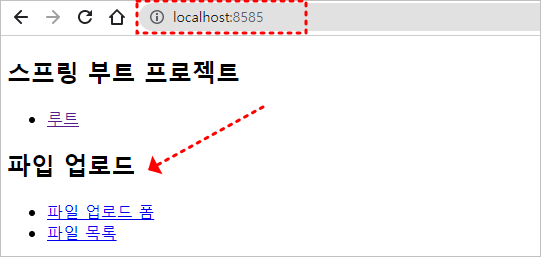 localhost:8585
스프링 부트 프로젝트
루트
파입 업로드
파일 업로드 폼
파일 목록